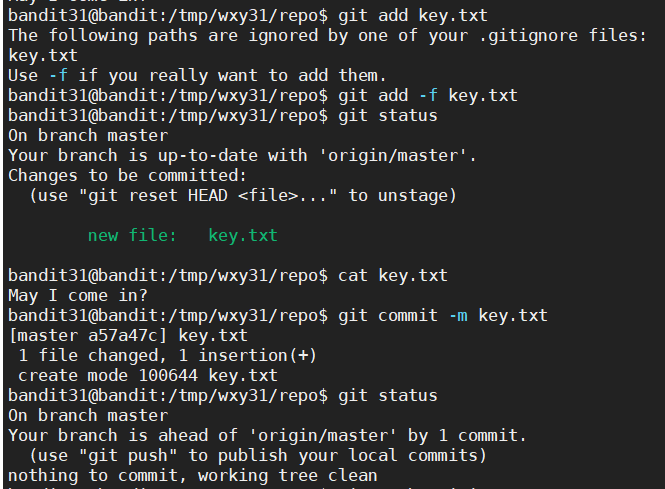 bandit31@bandit:/tmp/wxy31/repo$ git add key.txt
The following paths are ignored by one of your .gitignore files:
key.txt
Use -f if you really want to add them.
bandit31@bandit:/tmp/wxy31/repo$ git add -f key.txt
bandit31@bandit:/tmp/wxy31/repo$ git status
On branch master
Your branch is up-to-date with 'origin/master'.
Changes to be committed:
  (use "git reset HEAD <file>..." to unstage)
        new file:   key.txt
bandit31@bandit:/tmp/wxy31/repo$ cat key.txt
May I come in?
bandit31@bandit:/tmp/wxy31/repo$ git commit -m key.txt
[master a57a47c] key.txt
 1 file changed, 1 insertion(+)
 create mode 100644 key.txt
bandit31@bandit:/tmp/wxy31/repo$ git status
On branch master
Your branch is ahead of 'origin/master' by 1 commit.
  (use "git push" to publish your local commits)
nothing to commit, working tree clean